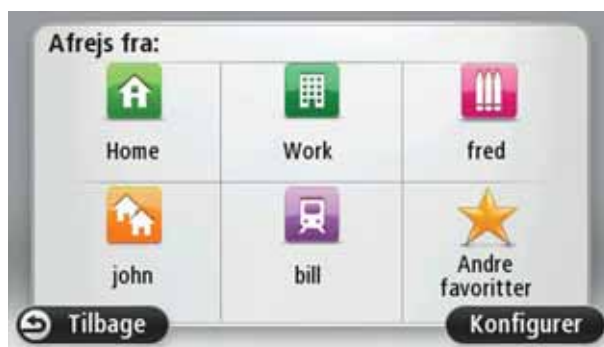 Afrejs fra:
Home
Work
fred
john
bill
Andre
favoritter
Tilbage
Konfigurer